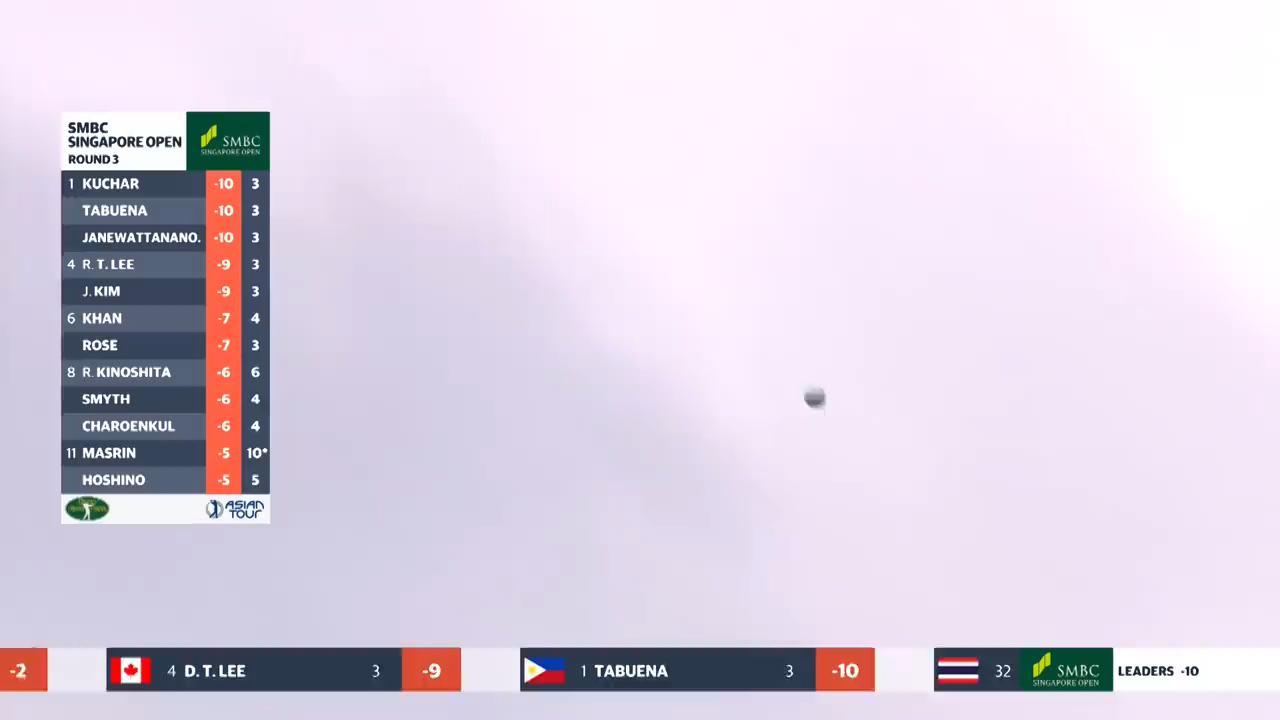 SMBC
SINGAPORE OPEN
ROUND 3
SMBC
SINGAPORE OPEN
1 KUCHAR -10 3
TABUENA -10 3
JANEWATTANANO. -10 3
4 R. T. LEE -9 3
J. KIM -9 3
6 KHAN -7 4
ROSE -7 3
8 R. KINOSHITA -6 6
SMYTH -6 4
CHAROENKUL -6 4
11 MASRIN -5 10*
HOSHINO -5 5
ASIAN
TOUR
-2 4 D. T. LEE 3 -9 1 TABUENA 3 -10 32 SMBC SINGAPORE OPEN LEADERS -10